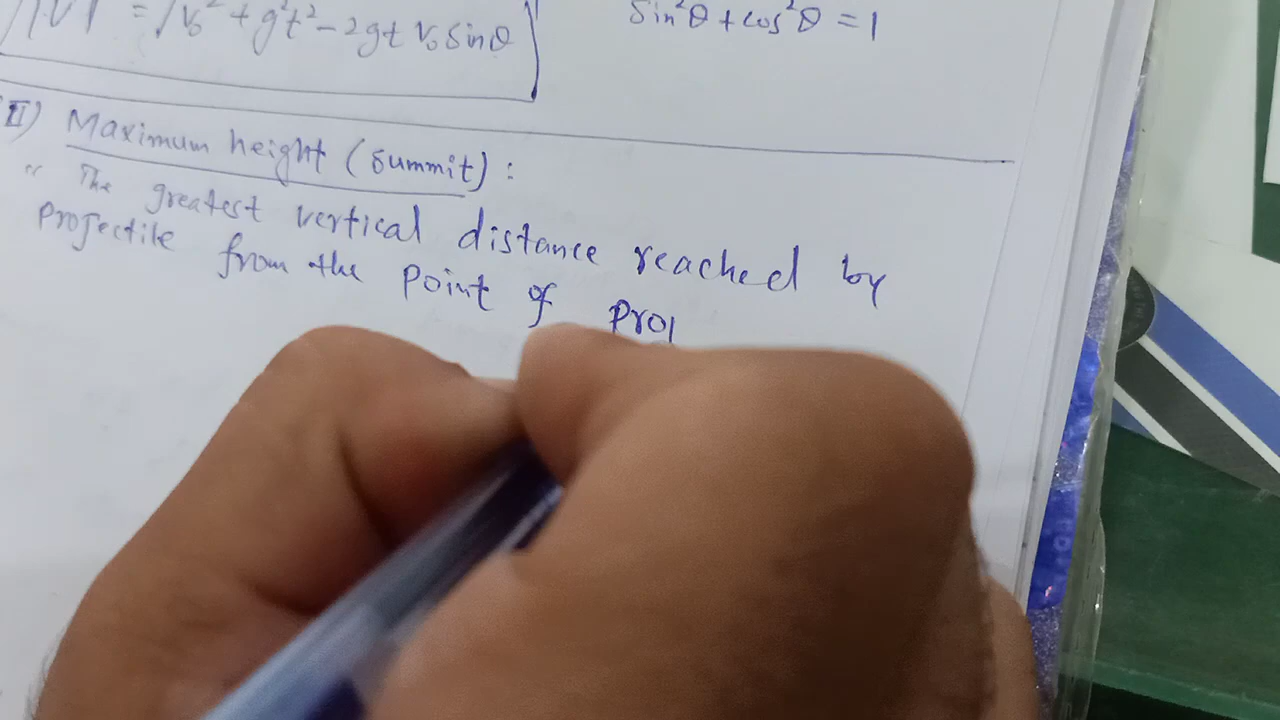 |V| = √V₀² + g²t² - 2gt V₀ Sinθ
Sin²θ + Cos²θ = 1
II) Maximum height (Summit) :
" The greatest vertical distance reached by
Projectile from the point of Proj